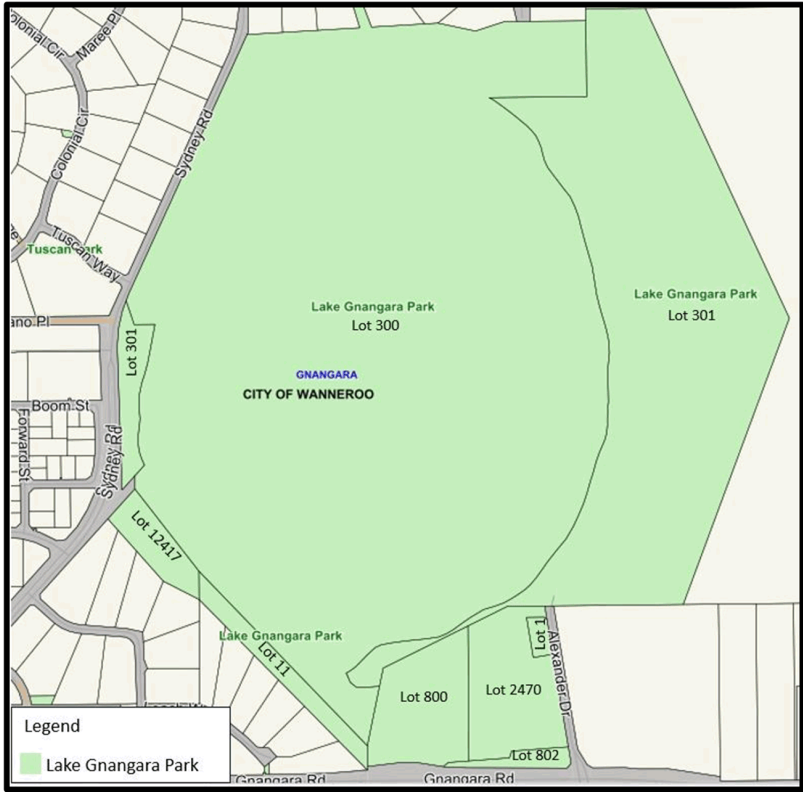 Colonial Cir
Maree Pl
Colonial Cir
Sydney Rd
Tuscan Park
Tuscan Way
ano Pl
Lot 301
Boom St
Forward St
Sydney Rd
Sydney Rd
Lake Gnangara Park
Lot 300
GNANGARA
CITY OF WANNEROO
Lake Gnangara Park
Lot 301
Lot 12417
Lake Gnangara Park
Lot 11
Lot 1
Alexander Dr
Lot 800
Lot 2470
Lot 802
Gnangara Rd
Gnangara Rd
Legend
Lake Gnangara Park